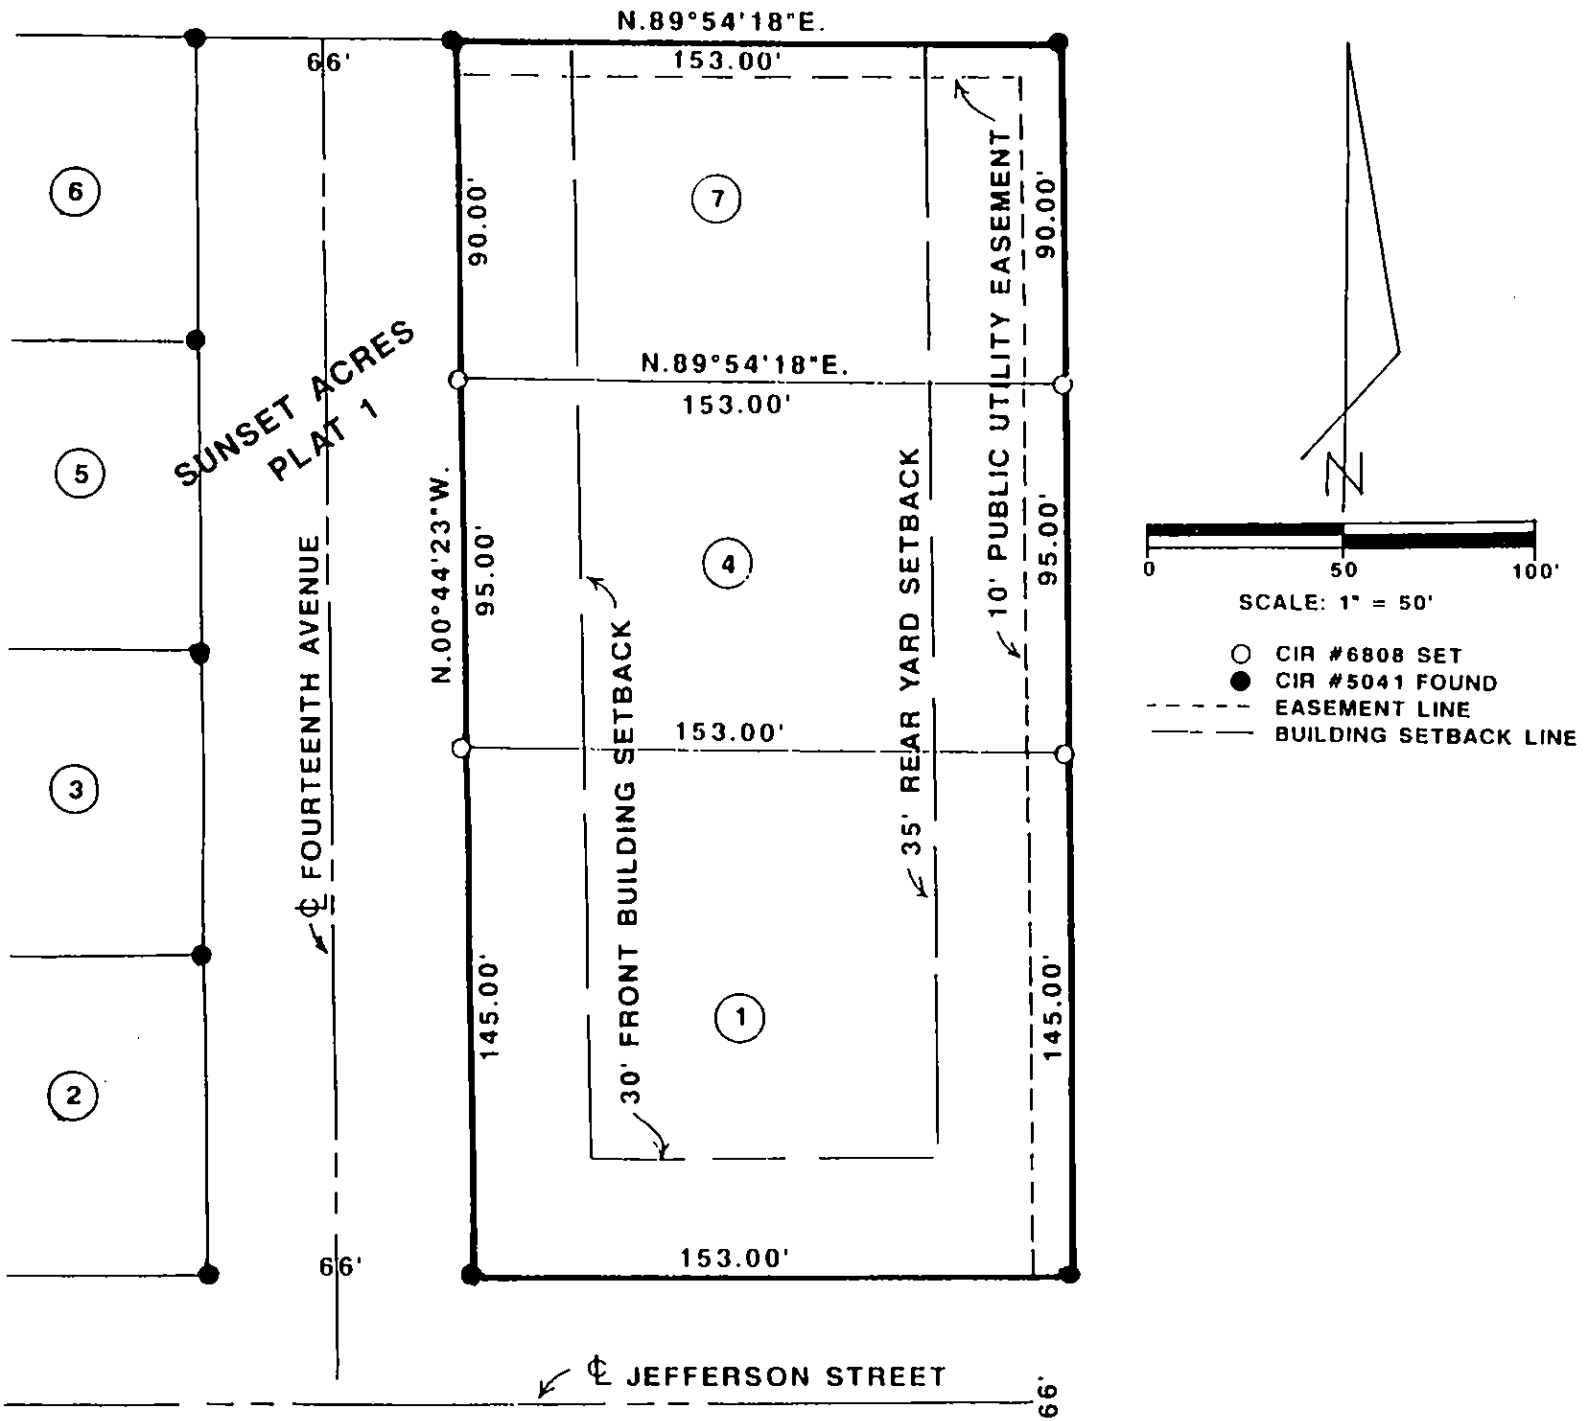 N.89°54'18"E.
153.00'
66'
6
7
90.00'
90.00'
10' PUBLIC UTILITY EASEMENT
SUNSET ACRES
PLAT 1
N.89°54'18"E.
153.00'
5
4
N.00°44'23"W.
95.00'
95.00'
35' REAR YARD SETBACK
30' FRONT BUILDING SETBACK
℄ FOURTEENTH AVENUE
153.00'
3
1
145.00'
145.00'
2
66'
153.00'
℄ JEFFERSON STREET
66'
N
0 50 100'
SCALE: 1" = 50'
CIR #6808 SET
CIR #5041 FOUND
EASEMENT LINE
BUILDING SETBACK LINE